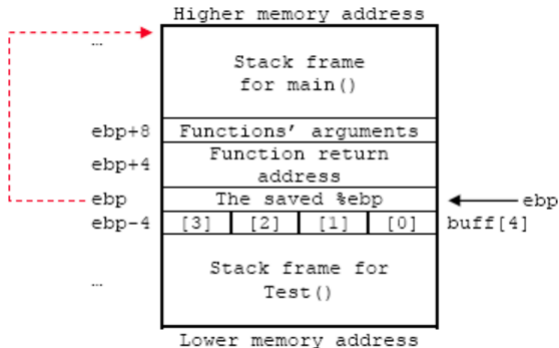 Higher memory address
…
Stack frame
for main()
ebp+8 Functions' arguments
ebp+4 Function return
address
ebp The saved %ebp ebp
ebp-4 [3] [2] [1] [0] buff[4]
… Stack frame for
Test()
Lower memory address